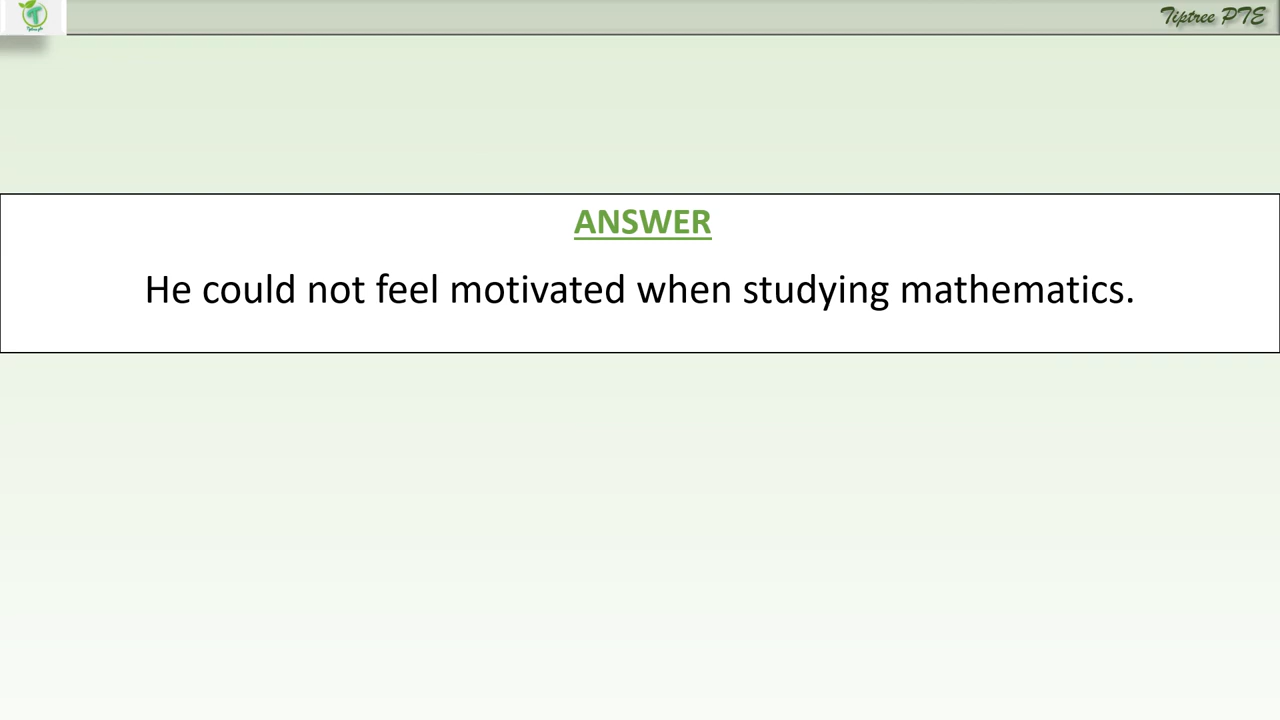 Tiptree PTE
ANSWER
He could not feel motivated when studying mathematics.